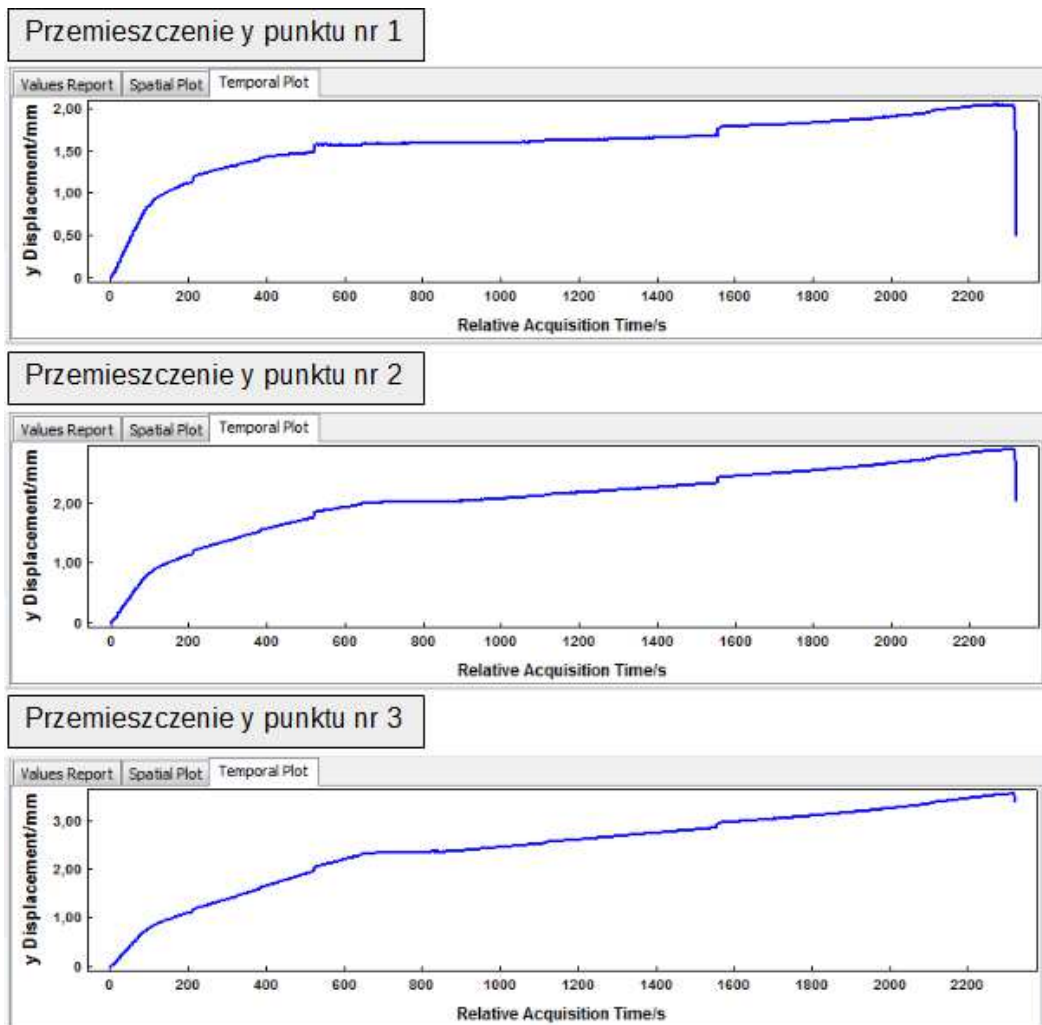 Przemieszczenie y punktu nr 1
Values Report Spatial Plot Temporal Plot
y Displacement/mm
2,00
1,50
1,00
0,50
0
0 200 400 600 800 1000 1200 1400 1600 1800 2000 2200
Relative Acquisition Time/s
Przemieszczenie y punktu nr 2
Values Report Spatial Plot Temporal Plot
y Displacement/mm
2,00
1,00
0
0 200 400 600 800 1000 1200 1400 1600 1800 2000 2200
Relative Acquisition Time/s
Przemieszczenie y punktu nr 3
Values Report Spatial Plot Temporal Plot
y Displacement/mm
3,00
2,00
1,00
0
0 200 400 600 800 1000 1200 1400 1600 1800 2000 2200
Relative Acquisition Time/s